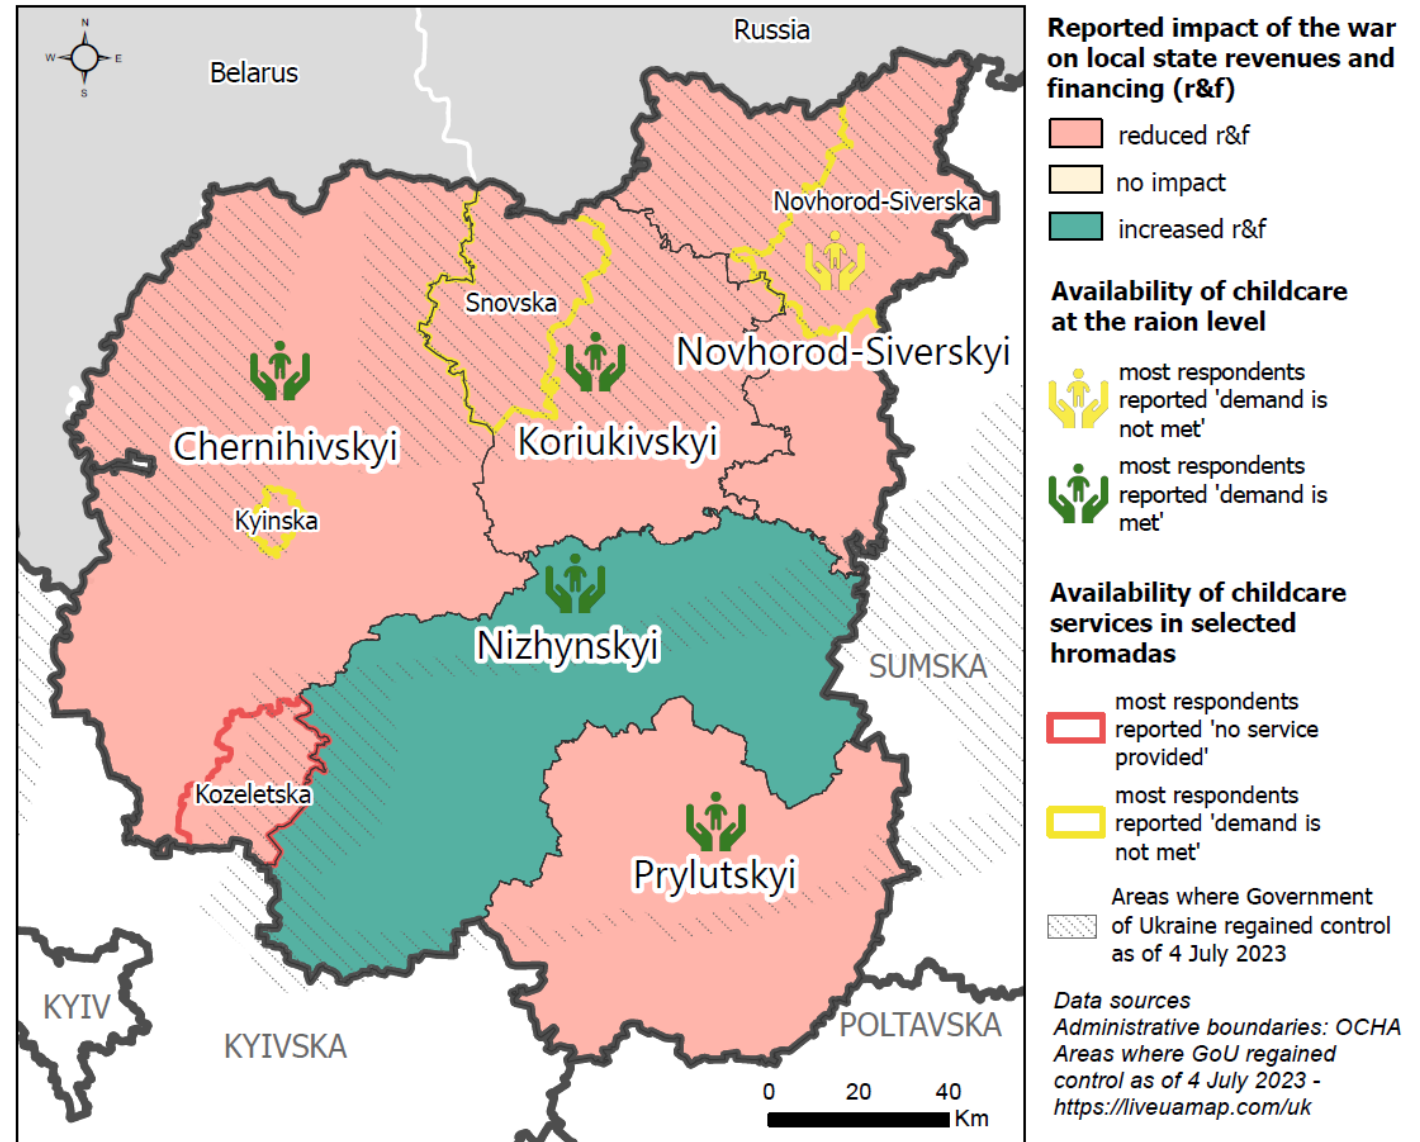 N
W
E
S
Belarus
Russia
Novhorod-Siverska
Snovska
Novhorod-Siverskyi
Chernihivskyi
Koriukivskyi
Kyinska
Nizhynskyi
SUMSKA
Kozeletska
Prylutskyi
KYIV
KYIVSKA
POLTAVSKA
0 20 40
Km
Reported impact of the war
on local state revenues and
financing (r&f)
reduced r&f
no impact
increased r&f
Availability of childcare
at the raion level
most respondents
reported 'demand is
not met'
most respondents
reported 'demand is
met'
Availability of childcare
services in selected
hromadas
most respondents
reported 'no service
provided'
most respondents
reported 'demand is
not met'
Areas where Government
of Ukraine regained control
as of 4 July 2023
Data sources
Administrative boundaries: OCHA
Areas where GoU regained
control as of 4 July 2023 -
https://liveuamap.com/uk